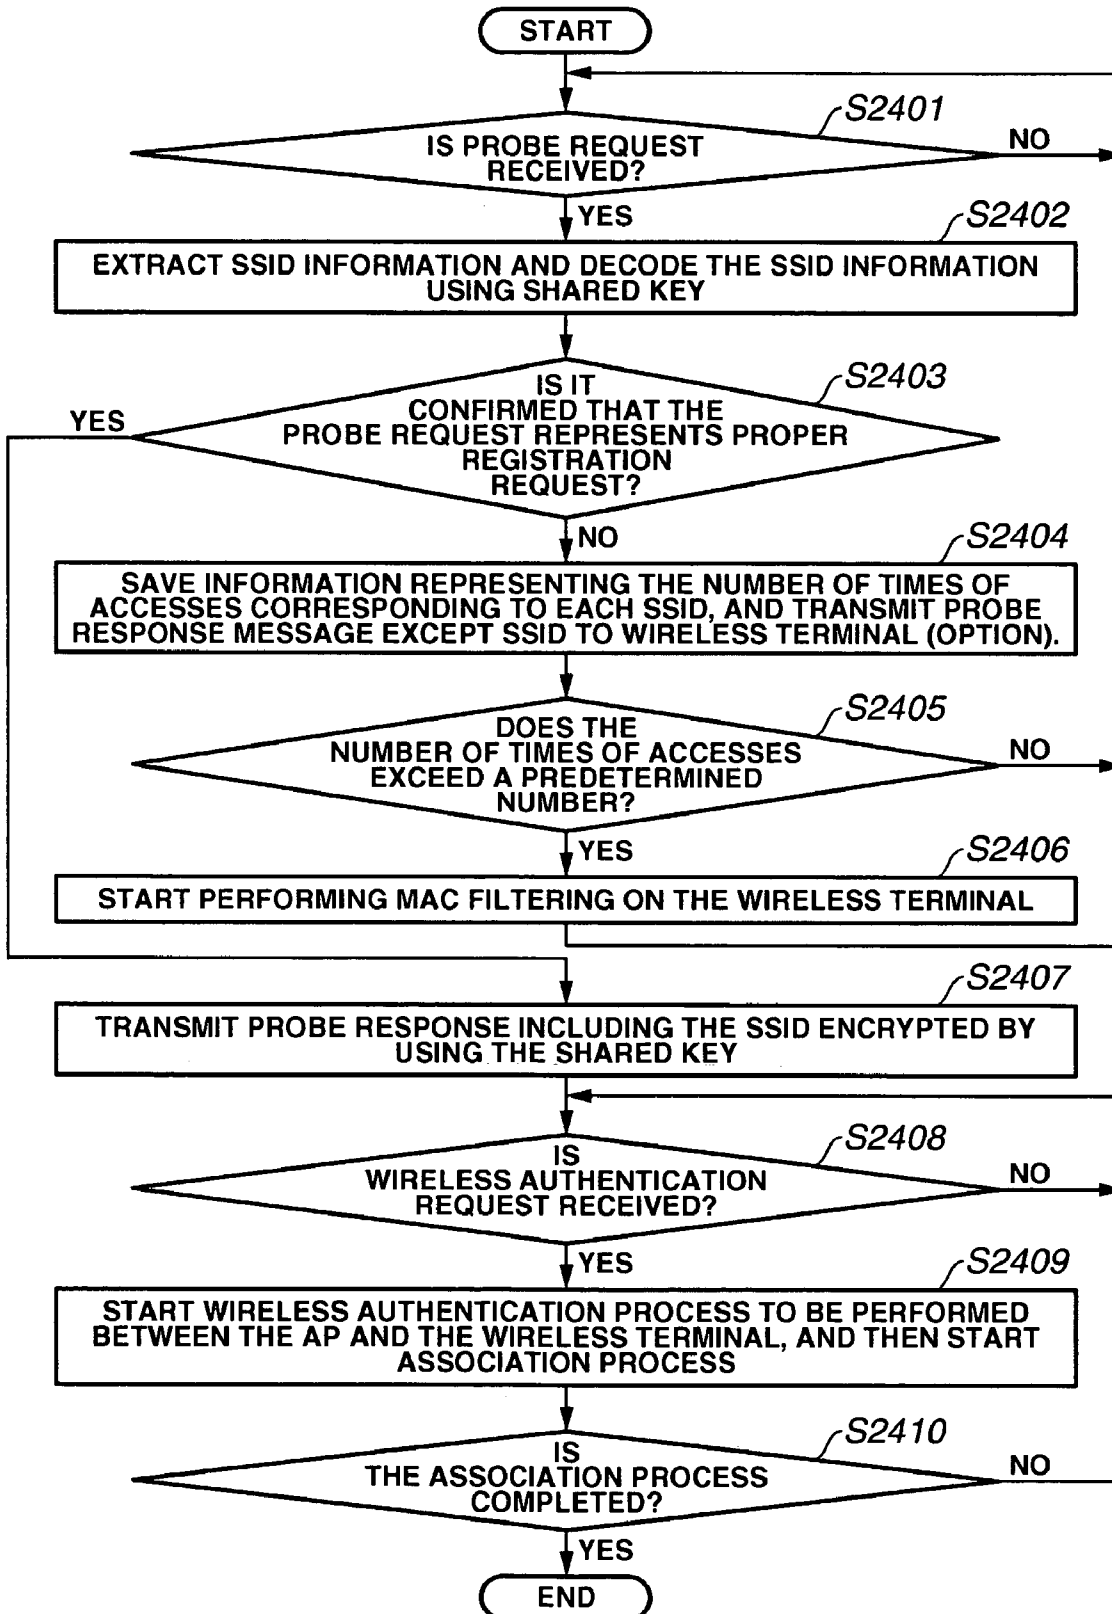 START
S2401
IS PROBE REQUEST
RECEIVED?
NO
YES
S2402
EXTRACT SSID INFORMATION AND DECODE THE SSID INFORMATION
USING SHARED KEY
S2403
IS IT
CONFIRMED THAT THE
PROBE REQUEST REPRESENTS PROPER
REGISTRATION
REQUEST?
YES
NO
S2404
SAVE INFORMATION REPRESENTING THE NUMBER OF TIMES OF
ACCESSES CORRESPONDING TO EACH SSID, AND TRANSMIT PROBE
RESPONSE MESSAGE EXCEPT SSID TO WIRELESS TERMINAL (OPTION).
S2405
DOES THE
NUMBER OF TIMES OF ACCESSES
EXCEED A PREDETERMINED
NUMBER?
NO
YES
S2406
START PERFORMING MAC FILTERING ON THE WIRELESS TERMINAL
S2407
TRANSMIT PROBE RESPONSE INCLUDING THE SSID ENCRYPTED BY
USING THE SHARED KEY
S2408
IS
WIRELESS AUTHENTICATION
REQUEST RECEIVED?
NO
YES
S2409
START WIRELESS AUTHENTICATION PROCESS TO BE PERFORMED
BETWEEN THE AP AND THE WIRELESS TERMINAL, AND THEN START
ASSOCIATION PROCESS
S2410
IS
THE ASSOCIATION PROCESS
COMPLETED?
NO
YES
END